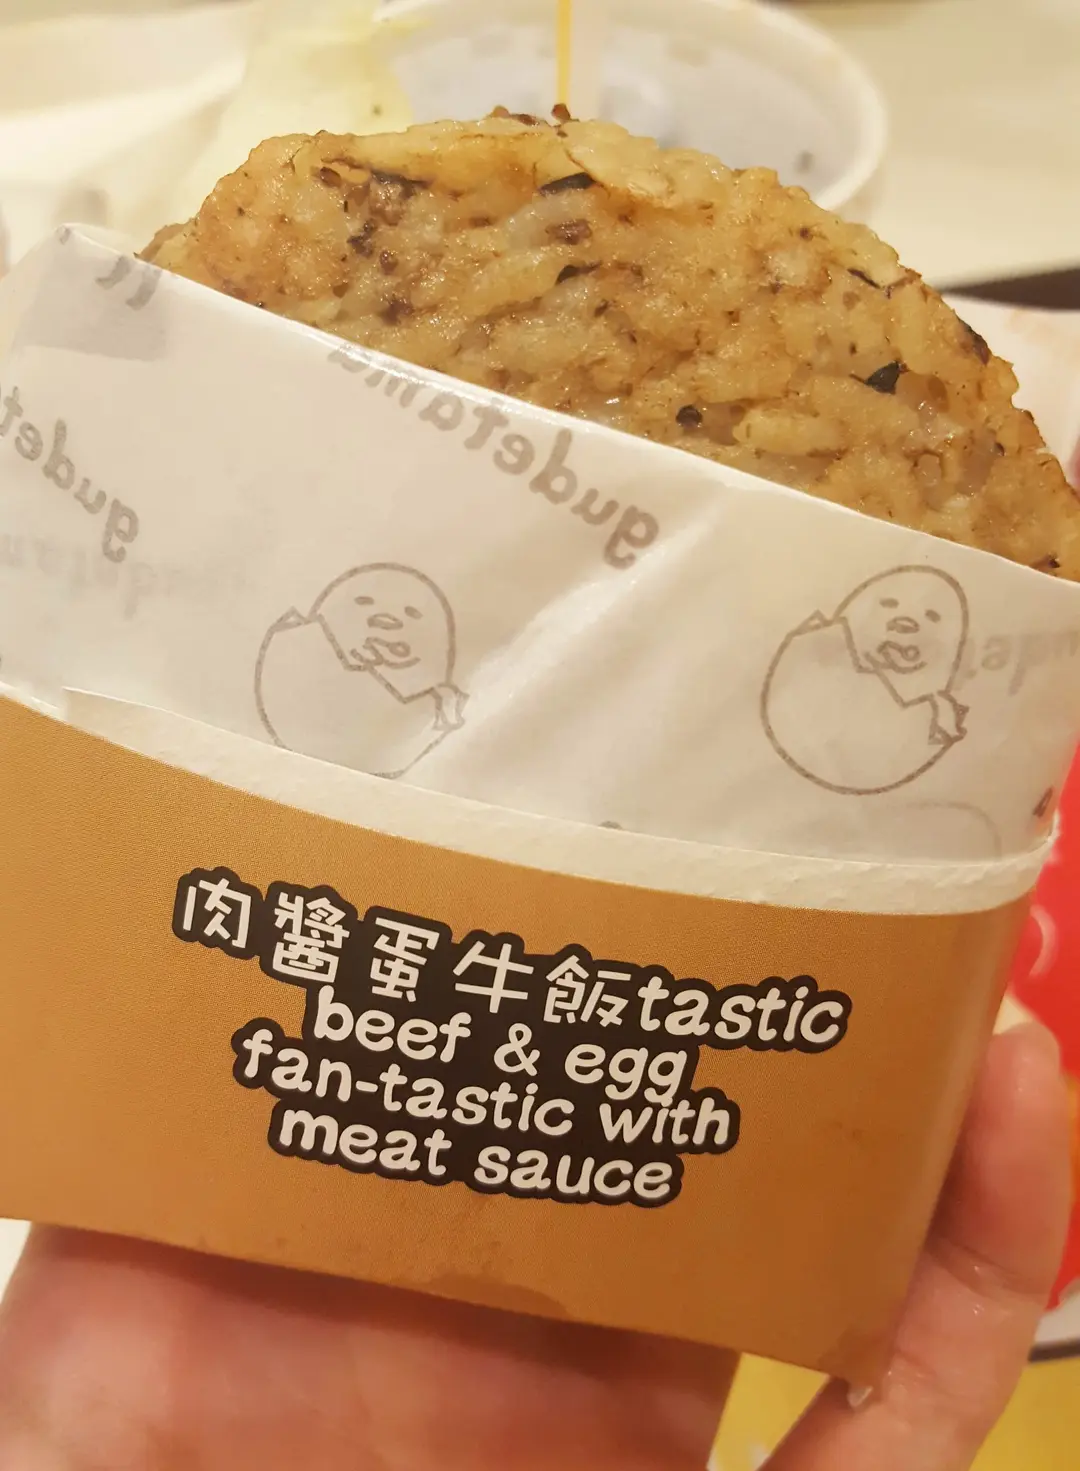 gudetama
gudet
肉醬蛋牛飯tastic
beef & egg
fan-tastic with
meat sauce